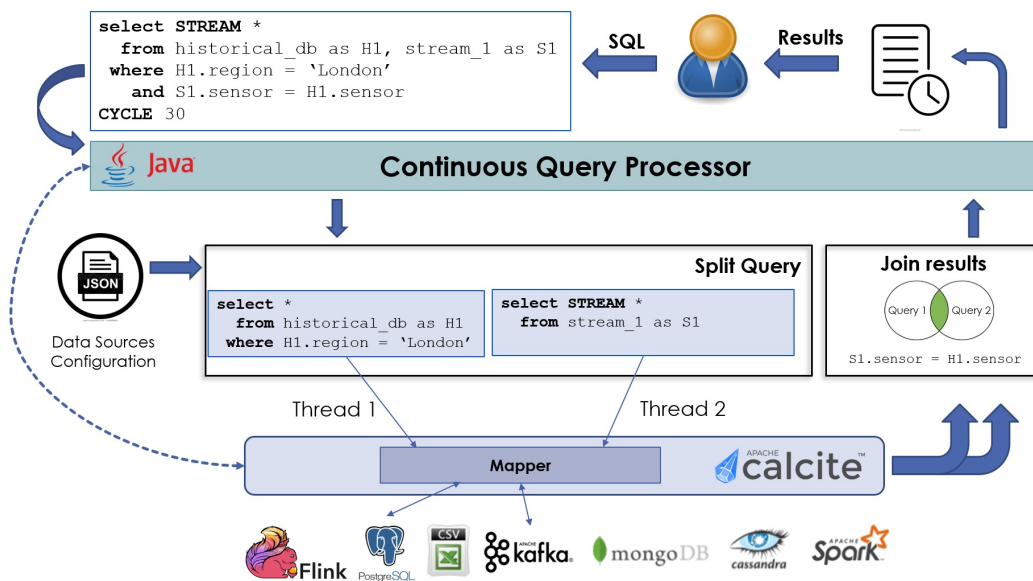 select STREAM *
from historical_db as H1, stream_1 as S1
where H1.region = ‘London’
and S1.sensor = H1.sensor
CYCLE 30
SQL
Results
Java
Continuous Query Processor
JSON
Data Sources
Configuration
Split Query
select *
from historical_db as H1
where H1.region = ‘London’
select STREAM *
from stream_1 as S1
Join results
Query 1
Query 2
S1.sensor = H1.sensor
Thread 1
Thread 2
Mapper
APACHE
calcite™
Flink
PostgreSQL
CSV
APACHE
kafka®
mongoDB
cassandra
APACHE
Spark™